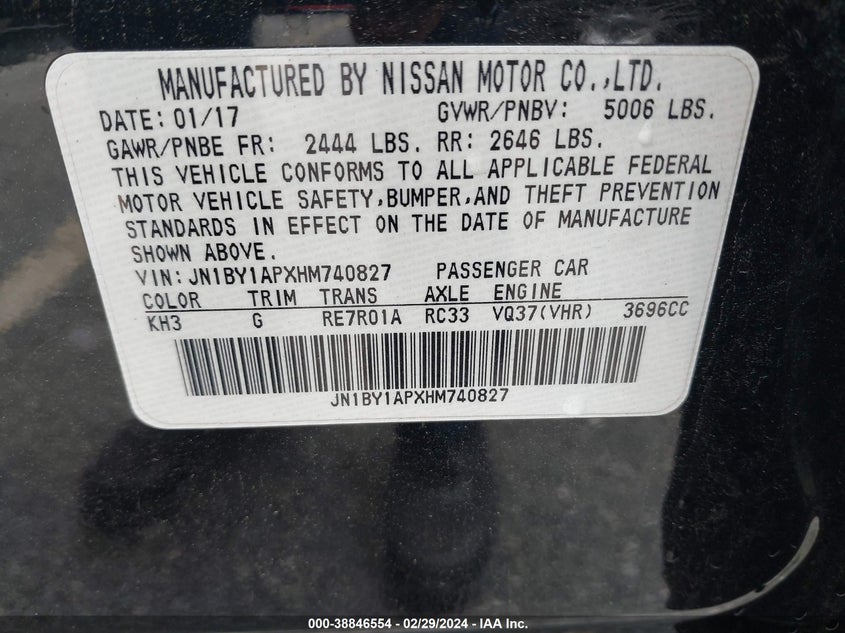 MANUFACTURED BY NISSAN MOTOR CO.,LTD.
DATE: 01/17 GVWR/PNBV: 5006 LBS.
GAWR/PNBE FR: 2444 LBS. RR: 2646 LBS.
THIS VEHICLE CONFORMS TO ALL APPLICABLE FEDERAL
MOTOR VEHICLE SAFETY,BUMPER,AND THEFT PREVENTION
STANDARDS IN EFFECT ON THE DATE OF MANUFACTURE
SHOWN ABOVE.
VIN: JN1BY1APXHM740827 PASSENGER CAR
COLOR TRIM TRANS AXLE ENGINE
KH3 G RE7R01A RC33 VQ37(VHR) 3696CC
JN1BY1APXHM740827
000-38846554 - 02/29/2024 - IAA Inc.